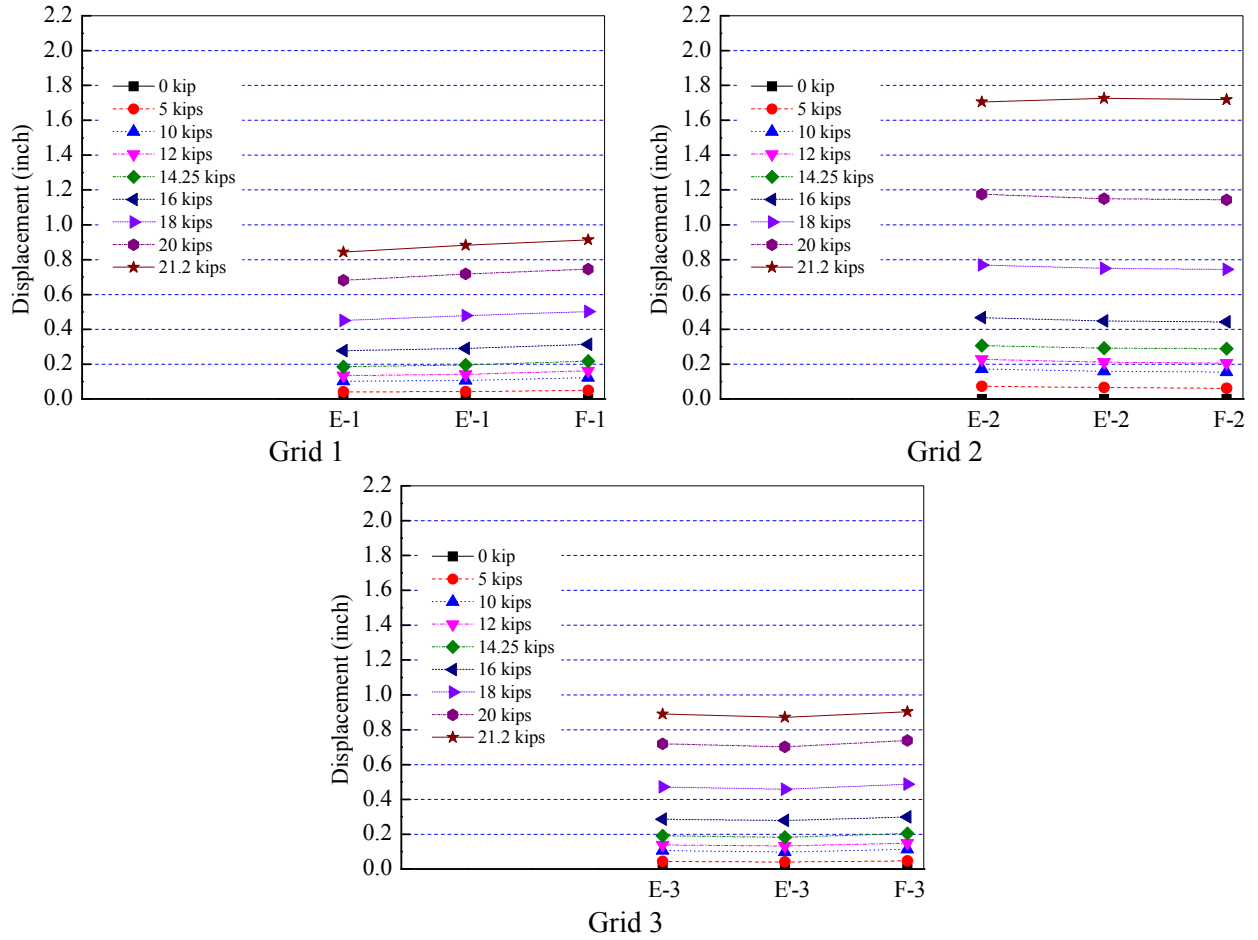 2.2
2.0
1.8
1.6
1.4
1.2
1.0
0.8
0.6
0.4
0.2
0.0
Displacement (inch)
0 kip
5 kips
10 kips
12 kips
14.25 kips
16 kips
18 kips
20 kips
21.2 kips
E-1 E'-1 F-1
Grid 1
2.2
2.0
1.8
1.6
1.4
1.2
1.0
0.8
0.6
0.4
0.2
0.0
Displacement (inch)
0 kip
5 kips
10 kips
12 kips
14.25 kips
16 kips
18 kips
20 kips
21.2 kips
E-2 E'-2 F-2
Grid 2
2.2
2.0
1.8
1.6
1.4
1.2
1.0
0.8
0.6
0.4
0.2
0.0
Displacement (inch)
0 kip
5 kips
10 kips
12 kips
14.25 kips
16 kips
18 kips
20 kips
21.2 kips
E-3 E'-3 F-3
Grid 3